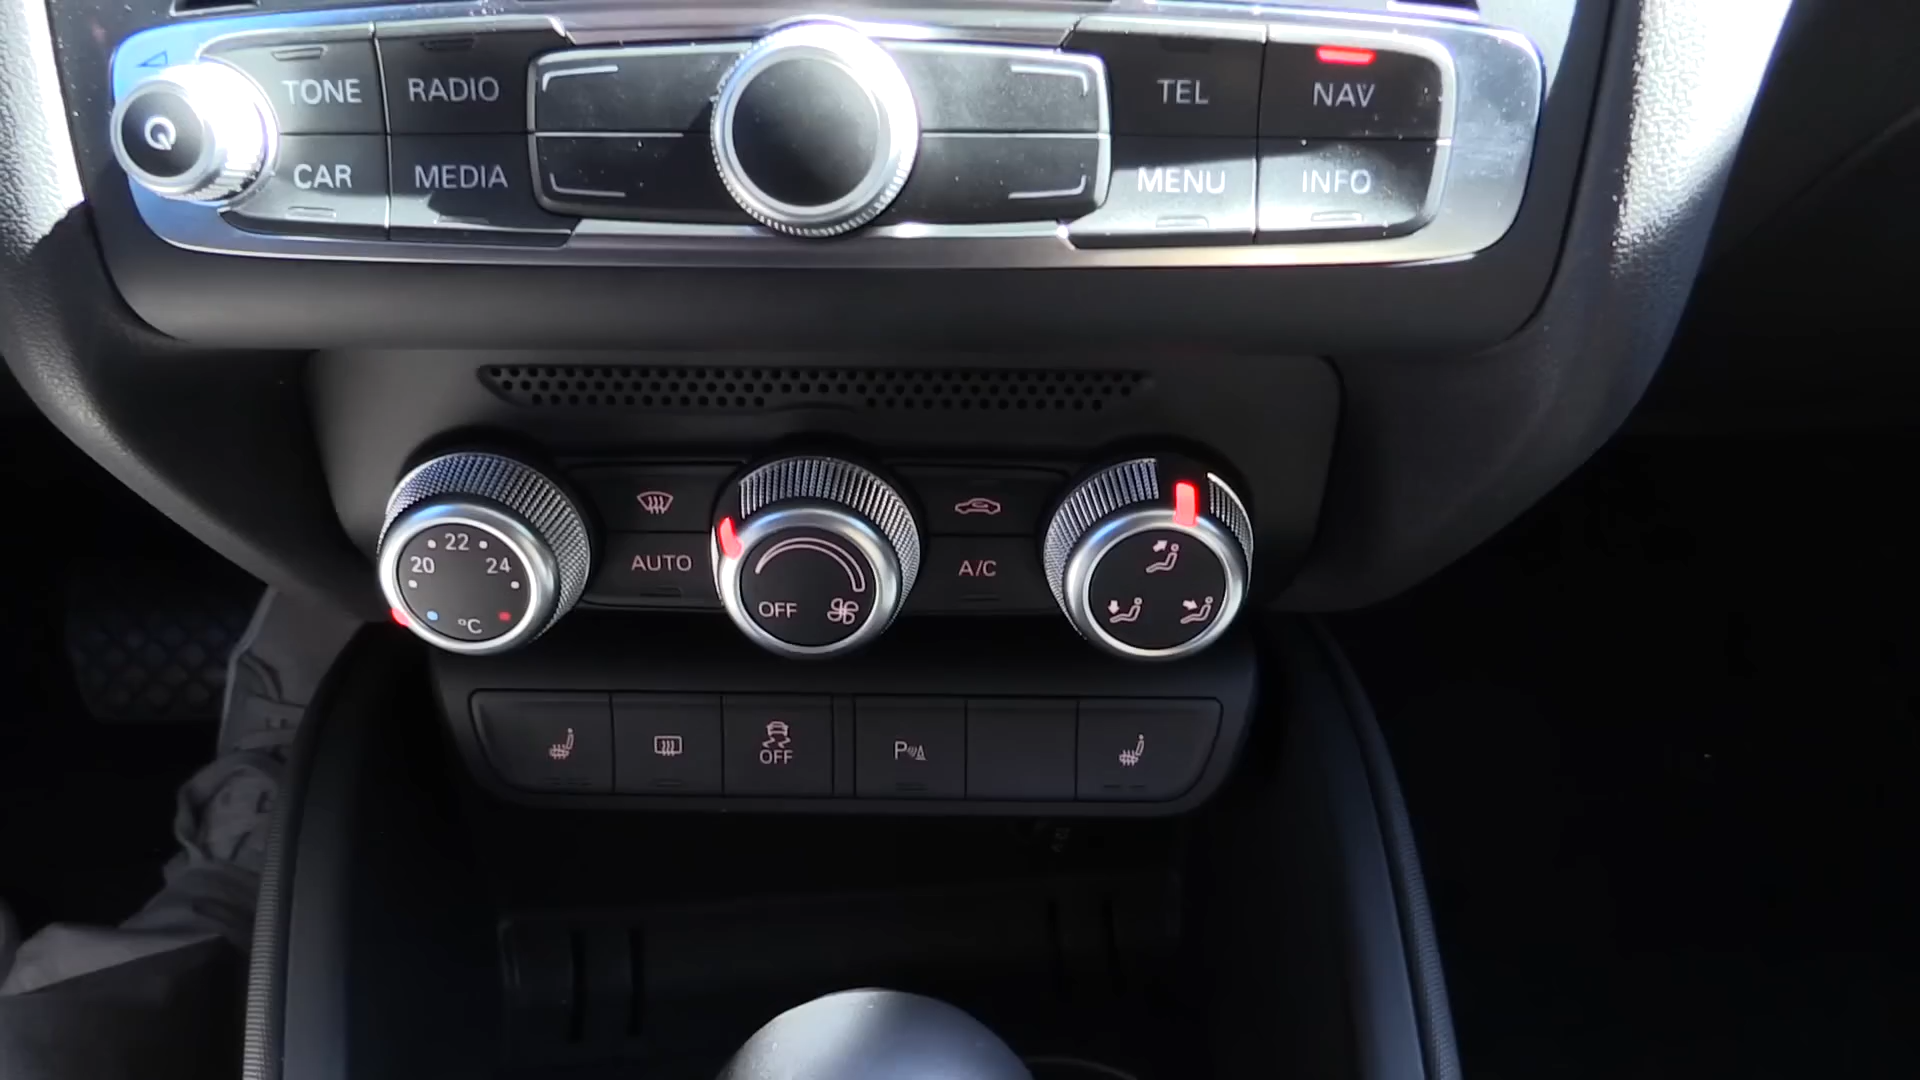 TONE RADIO TEL NAV
CAR MEDIA MENU INFO
22
20 24
°C
AUTO
OFF
A/C
OFF
P